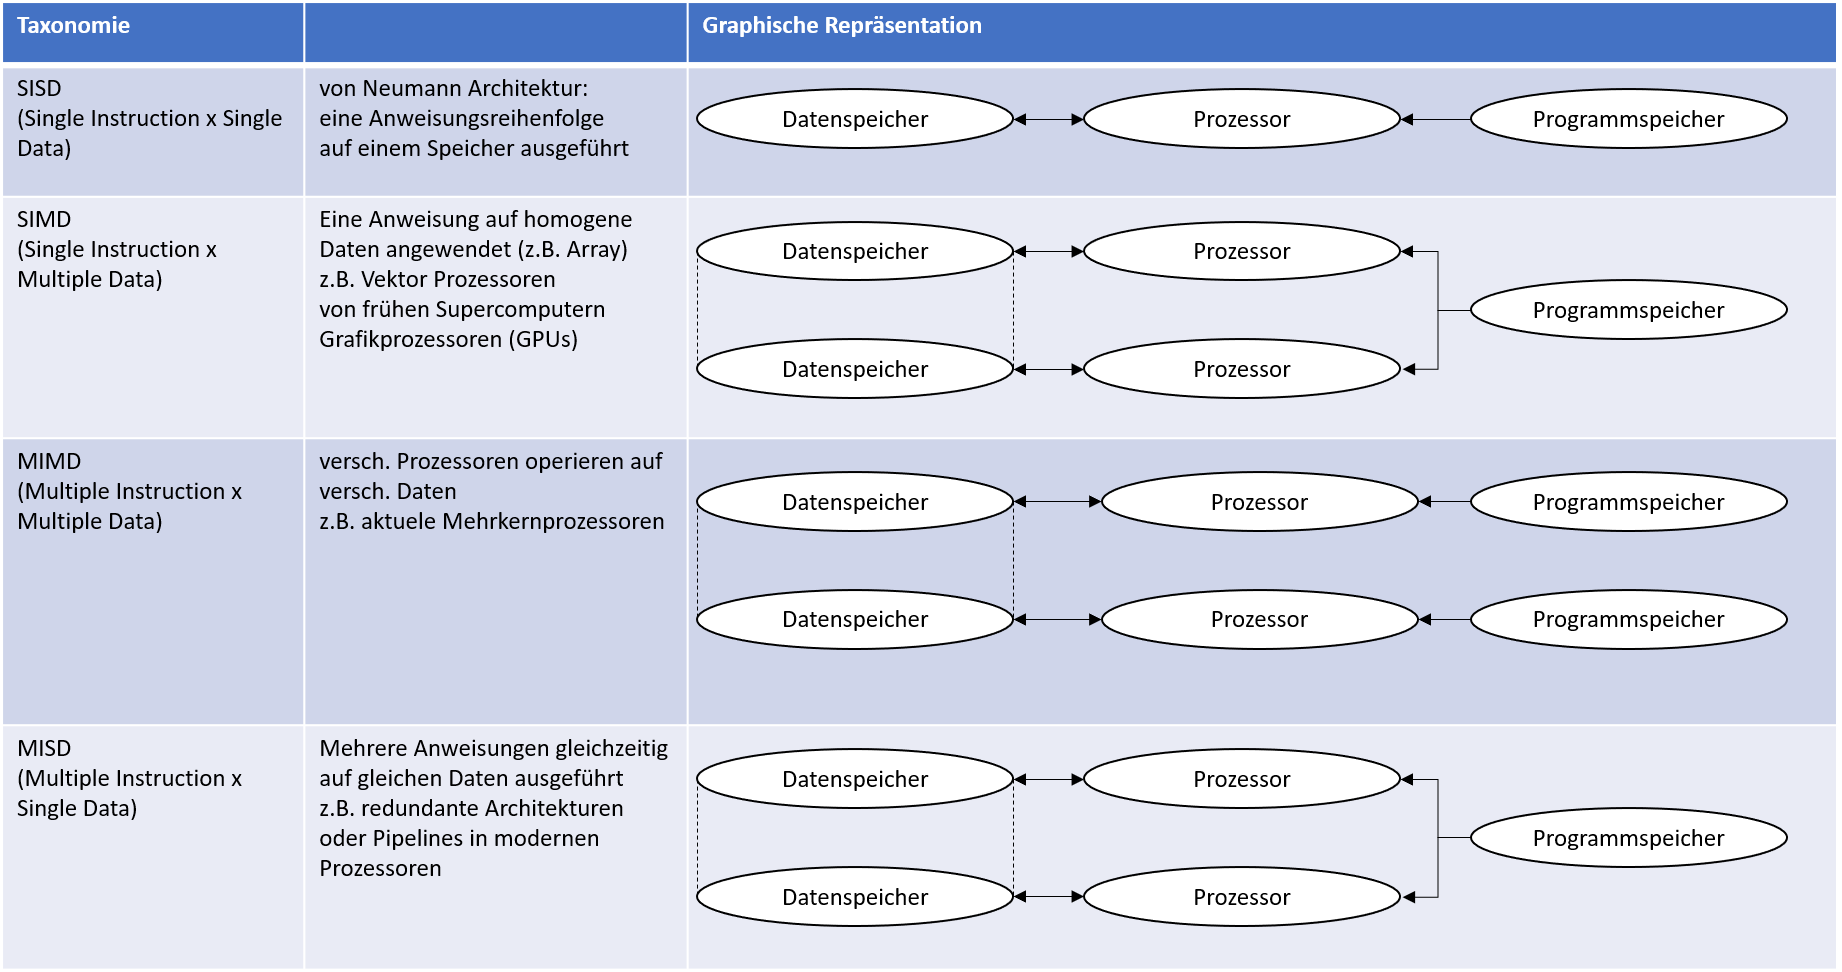 Taxonomie
Graphische Repräsentation
SISD
(Single Instruction x Single
Data)
von Neumann Architektur:
eine Anweisungsreihenfolge
auf einem Speicher ausgeführt
Datenspeicher
Prozessor
Programmspeicher
SIMD
(Single Instruction x
Multiple Data)
Eine Anweisung auf homogene
Daten angewendet (z.B. Array)
z.B. Vektor Prozessoren
von frühen Supercomputern
Grafikprozessoren (GPUs)
Datenspeicher
Prozessor
Programmspeicher
Datenspeicher
Prozessor
MIMD
(Multiple Instruction x
Multiple Data)
versch. Prozessoren operieren auf
versch. Daten
z.B. aktuele Mehrkernprozessoren
Datenspeicher
Prozessor
Programmspeicher
Datenspeicher
Prozessor
Programmspeicher
MISD
(Multiple Instruction x
Single Data)
Mehrere Anweisungen gleichzeitig
auf gleichen Daten ausgeführt
z.B. redundante Architekturen
oder Pipelines in modernen
Prozessoren
Datenspeicher
Prozessor
Programmspeicher
Datenspeicher
Prozessor